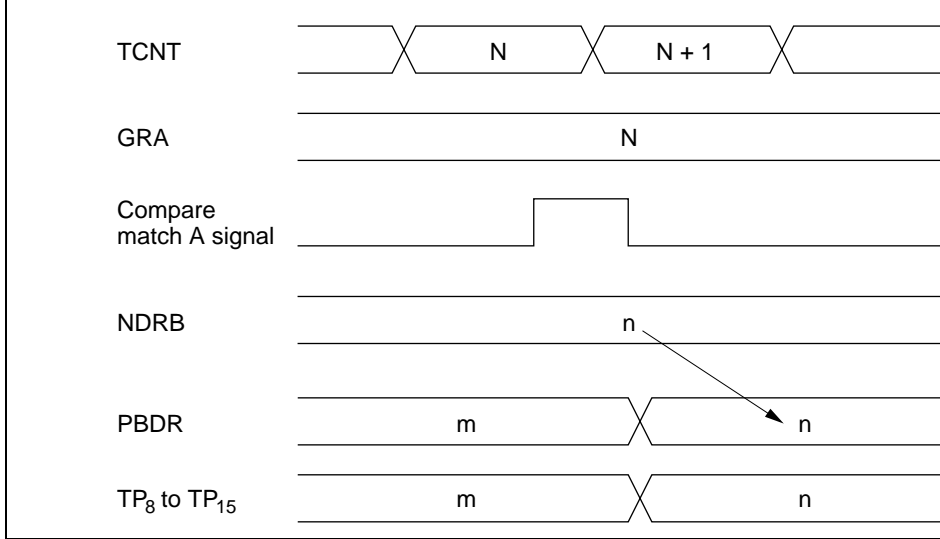 TCNT N N + 1
GRA N
Compare
match A signal
NDRB n
PBDR m n
TP8 to TP15 m n